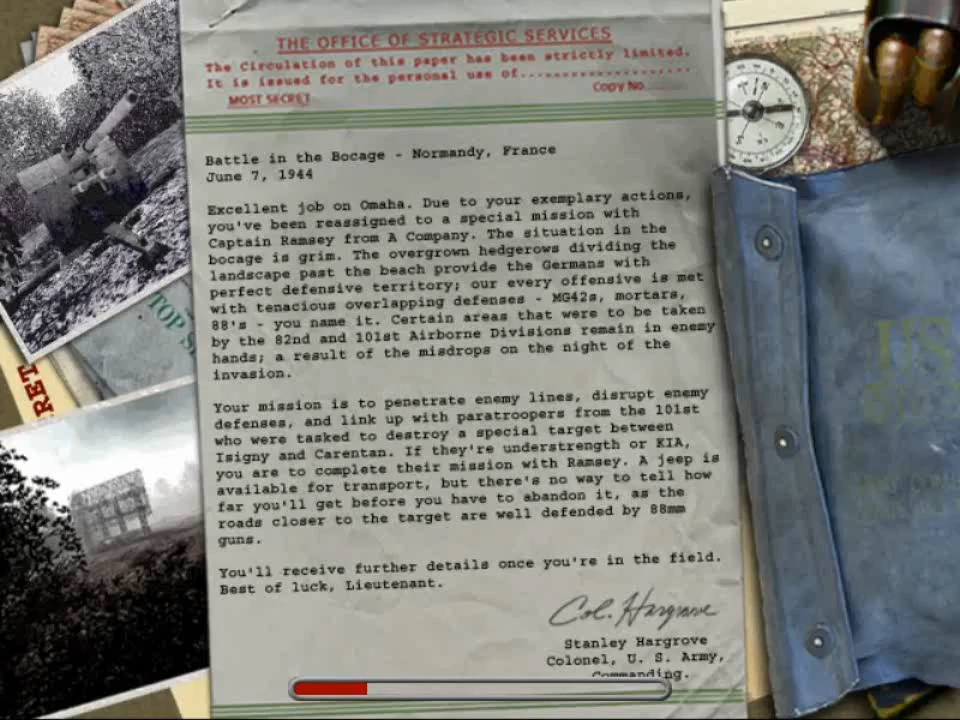 THE OFFICE OF STRATEGIC SERVICES
The Circulation of this paper has been strictly limited.
It is issued for the personal use of....................
MOST SECRET
Copy No.......
Battle in the Bocage - Normandy, France
June 7, 1944
Excellent job on Omaha. Due to your exemplary actions,
you've been reassigned to a special mission with
Captain Ramsey from A Company. The situation in the
bocage is grim. The overgrown hedgerows dividing the
landscape past the beach provide the Germans with
perfect defensive territory; our every offensive is met
with tenacious overlapping defenses - MG42s, mortars,
88's - you name it. Certain areas that were to be taken
by the 82nd and 101st Airborne Divisions remain in enemy
hands; a result of the misdrops on the night of the
invasion.
Your mission is to penetrate enemy lines, disrupt enemy
defenses, and link up with paratroopers from the 101st
who were tasked to destroy a special target between
Isigny and Carentan. If they're understrength or KIA,
you are to complete their mission with Ramsey. A jeep is
available for transport, but there's no way to tell how
far you'll get before you have to abandon it, as the
roads closer to the target are well defended by 88mm
guns.
You'll receive further details once you're in the field.
Best of luck, Lieutenant.
Col. Hargrove
Stanley Hargrove
Colonel, U. S. Army,
Commanding.
TOP S
RET
US